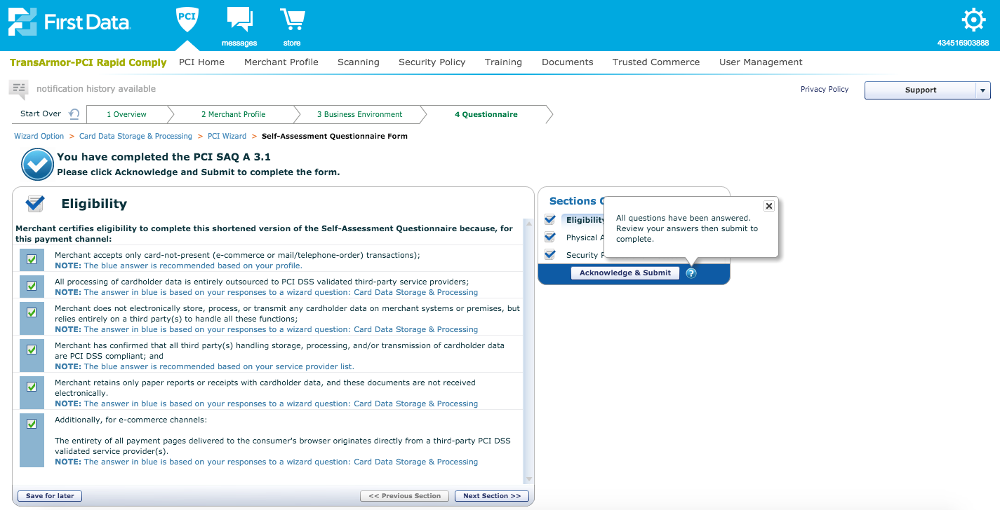 First Data
PCI
messages
store
434516903888
TransArmor-PCI Rapid Comply
PCI Home
Merchant Profile
Scanning
Security Policy
Training
Documents
Trusted Commerce
User Management
notification history available
Privacy Policy
Support
Start Over
1 Overview
2 Merchant Profile
3 Business Environment
4 Questionnaire
Wizard Option > Card Data Storage & Processing > PCI Wizard > Self-Assessment Questionnaire Form
You have completed the PCI SAQ A 3.1
Please click Acknowledge and Submit to complete the form.
Eligibility
Merchant certifies eligibility to complete this shortened version of the Self-Assessment Questionnaire because, for
this payment channel:
Merchant accepts only card-not-present (e-commerce or mail/telephone-order) transactions);
NOTE: The blue answer is recommended based on your profile.
All processing of cardholder data is entirely outsourced to PCI DSS validated third-party service providers;
NOTE: The answer in blue is based on your responses to a wizard question: Card Data Storage & Processing
Merchant does not electronically store, process, or transmit any cardholder data on merchant systems or premises, but
relies entirely on a third party(s) to handle all these functions;
NOTE: The answer in blue is based on your responses to a wizard question: Card Data Storage & Processing
Merchant has confirmed that all third party(s) handling storage, processing, and/or transmission of cardholder data
are PCI DSS compliant; and
NOTE: The blue answer is recommended based on your service provider list.
Merchant retains only paper reports or receipts with cardholder data, and these documents are not received
electronically.
NOTE: The answer in blue is based on your responses to a wizard question: Card Data Storage & Processing
Additionally, for e-commerce channels:
The entirety of all payment pages delivered to the consumer's browser originates directly from a third-party PCI DSS
validated service provider(s).
NOTE: The answer in blue is based on your responses to a wizard question: Card Data Storage & Processing
Save for later
<< Previous Section
Next Section >>
Sections
Eligibility
Physical
Security
All questions have been answered.
Review your answers then submit to
complete.
Acknowledge & Submit
?